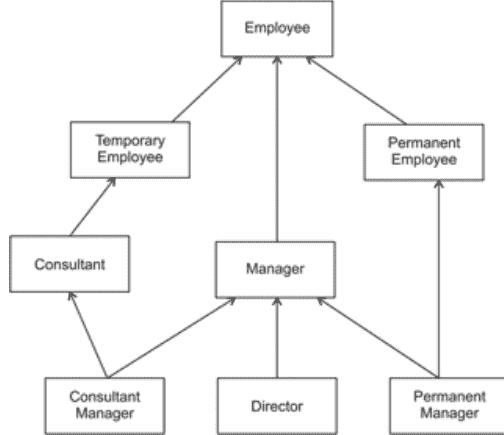 Employee
Temporary
Employee
Permanent
Employee
Consultant
Manager
Consultant
Manager
Director
Permanent
Manager